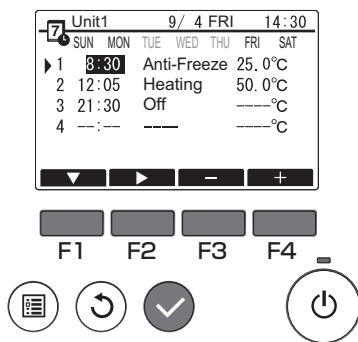 7 Unit1 9/ 4 FRI 14:30
SUN MON TUE WED THU FRI SAT
1 8:30 Anti-Freeze 25.0°C
2 12:05 Heating 50.0°C
3 21:30 Off ----°C
4 --:-- ---- ----°C
▼ ▶ − +
F1 F2 F3 F4